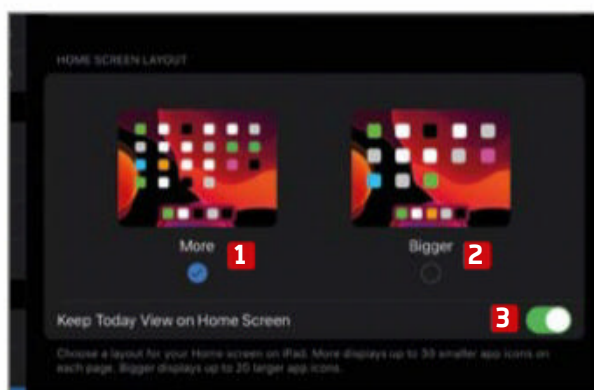 HOME SCREEN LAYOUT
More 1
Bigger 2
Keep Today View on Home Screen 3
Choose a layout for your Home screen on iPad. More displays up to 30 smaller app icons on
each page. Bigger displays up to 20 larger app icons.